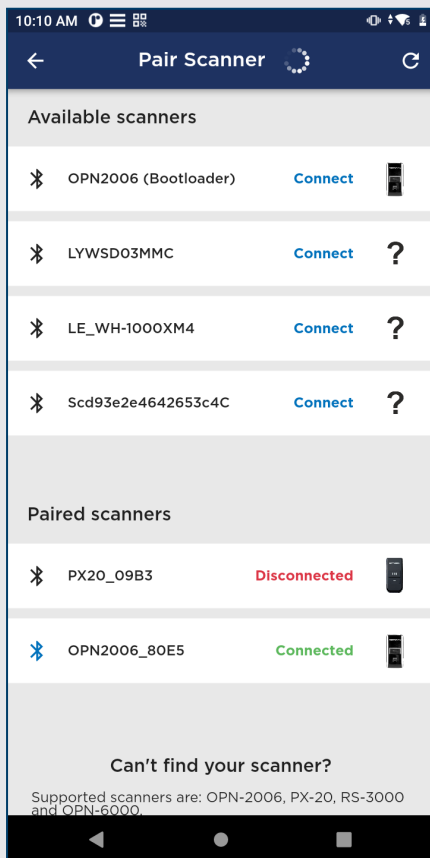 10:10 AM
Pair Scanner
Available scanners
OPN2006 (Bootloader) Connect
LYWSD03MMC Connect ?
LE_WH-1000XM4 Connect ?
Scd93e2e4642653c4C Connect ?
Paired scanners
PX20_09B3 Disconnected
OPN2006_80E5 Connected
Can't find your scanner?
Supported scanners are: OPN-2006, PX-20, RS-3000
and OPN-6000.